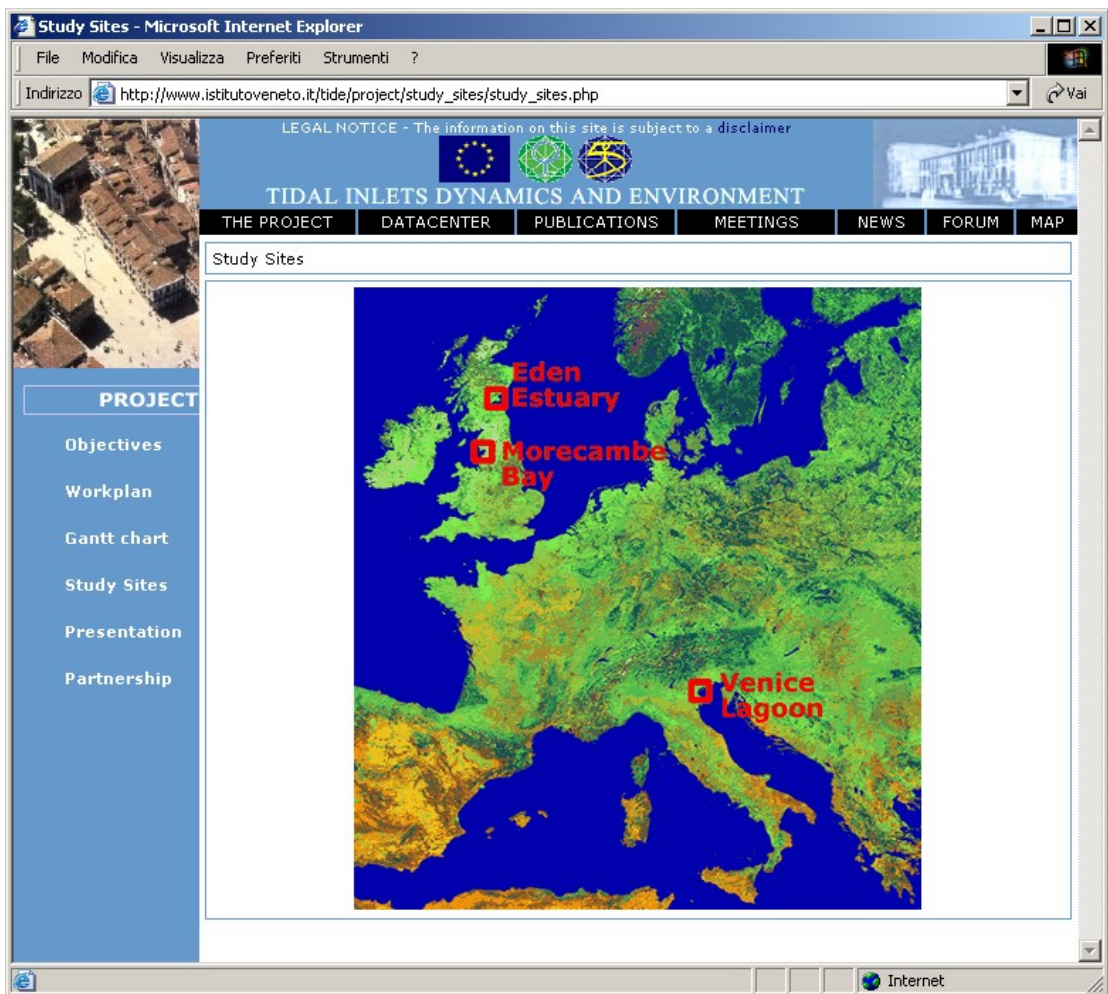 Study Sites - Microsoft Internet Explorer
File Modifica Visualizza Preferiti Strumenti ?
Indirizzo http://www.istitutoveneto.it/tide/project/study_sites/study_sites.php Vai
LEGAL NOTICE - The information on this site is subject to a disclaimer
TIDAL INLETS DYNAMICS AND ENVIRONMENT
THE PROJECT DATACENTER PUBLICATIONS MEETINGS NEWS FORUM MAP
Study Sites
PROJECT
Objectives
Workplan
Gantt chart
Study Sites
Presentation
Partnership
Eden
Estuary
Morecambe
Bay
Venice
Lagoon
Internet